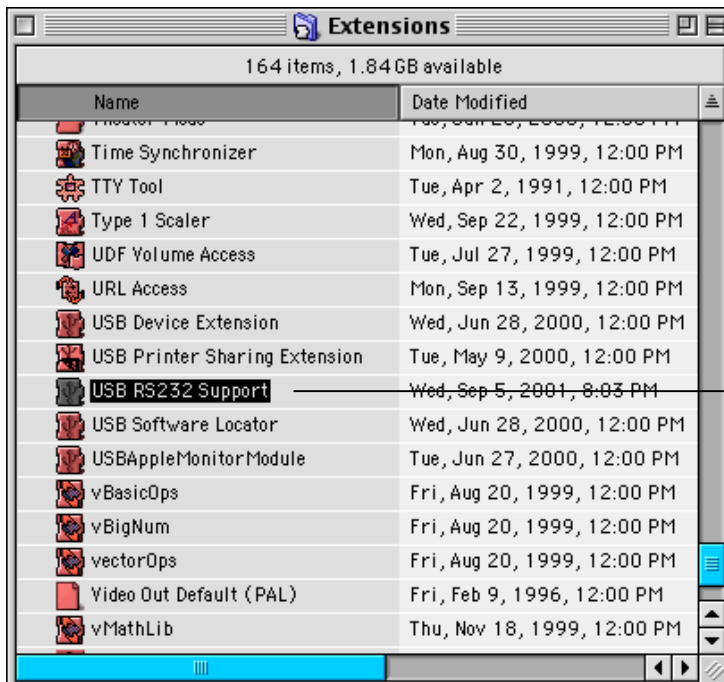 Extensions
164 items, 1.84 GB available
Name Date Modified
Time Synchronizer Mon, Aug 30, 1999, 12:00 PM
TTY Tool Tue, Apr 2, 1991, 12:00 PM
Type 1 Scaler Wed, Sep 22, 1999, 12:00 PM
UDF Volume Access Tue, Jul 27, 1999, 12:00 PM
URL Access Mon, Sep 13, 1999, 12:00 PM
USB Device Extension Wed, Jun 28, 2000, 12:00 PM
USB Printer Sharing Extension Tue, May 9, 2000, 12:00 PM
USB RS232 Support Wed, Sep 5, 2001, 8:03 PM
USB Software Locator Wed, Jun 28, 2000, 12:00 PM
USBAppleMonitorModule Tue, Jun 27, 2000, 12:00 PM
vBasicOps Fri, Aug 20, 1999, 12:00 PM
vBigNum Fri, Aug 20, 1999, 12:00 PM
vectorOps Fri, Aug 20, 1999, 12:00 PM
Video Out Default (PAL) Fri, Feb 9, 1996, 12:00 PM
vMathLib Thu, Nov 18, 1999, 12:00 PM